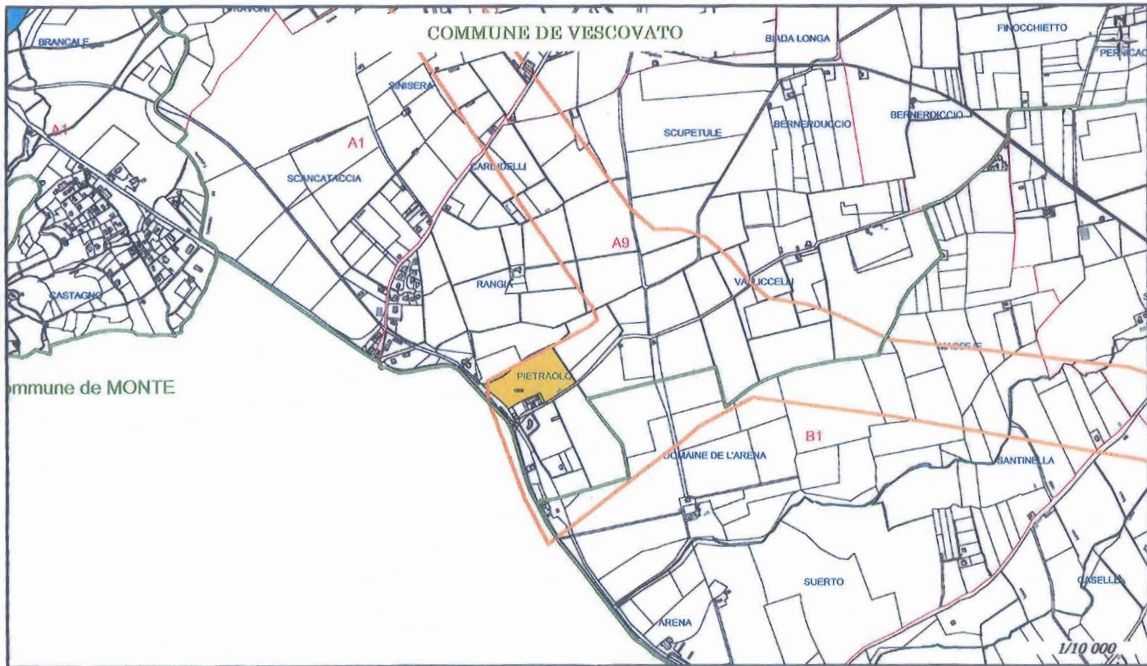 COMMUNE DE VESCOVATO
BRANCALE
BIADA LONGA
FINOCCHIETTO
SINISERA
A1
A1
SCUPETULE
BERNERDUCCIO
BERNERDICCIO
SCANCATACCIA
A9
RANGIA
CASTAGNO
PIETRAOLO
ommune de MONTE
B1
DOMAINE DE L'ARENA
SANTINELLA
SUERTO
CASELLE
ARENA
1/10 000